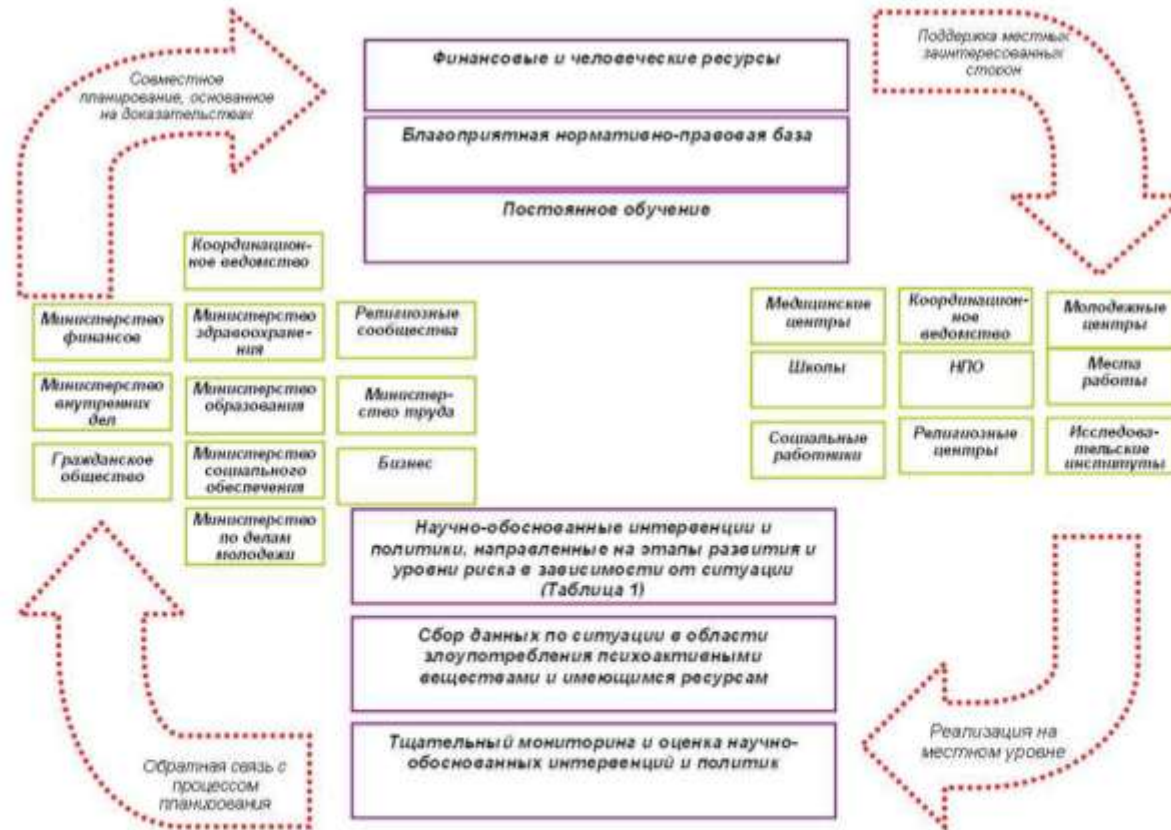 Совместное
планирование, основанное
на доказательствах
Финансовые и человеческие ресурсы
Благоприятная нормативно-правовая база
Постоянное обучение
Поддержка местных
заинтересованных
сторон
Координацион-
ное ведомство
Министерство
финансов
Министерство
здравоохране-
ния
Религиозные
сообщества
Министерство
внутренних
дел
Министерство
образования
Министер-
ство труда
Гражданское
общество
Министерство
социального
обеспечения
Бизнес
Министерство
по делам
молодежи
Медицинские
центры
Координацион-
ное
ведомство
Молодежные
центры
Школы
НПО
Места
работы
Социальные
работники
Религиозные
центры
Исследова-
тельские
институты
Научно-обоснованные интервенции и
политики, направленные на этапы развития и
уровни риска в зависимости от ситуации
(Таблица 1)
Сбор данных по ситуации в области
злоупотребления психоактивными
веществами и имеющимся ресурсам
Тщательный мониторинг и оценка научно-
обоснованных интервенций и политик
Реализация на
местном уровне
Обратная связь с
процессом
планирования